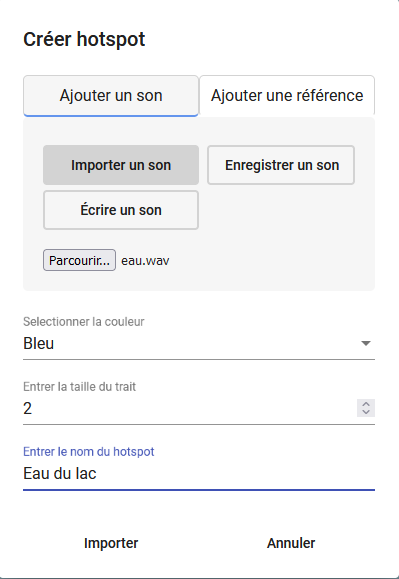 Créer hotspot
Ajouter un son Ajouter une référence
Importer un son Enregistrer un son
Écrire un son
Parcourir... eau.wav
Selectionner la couleur
Bleu
Entrer la taille du trait
2
Entrer le nom du hotspot
Eau du lac
Importer Annuler